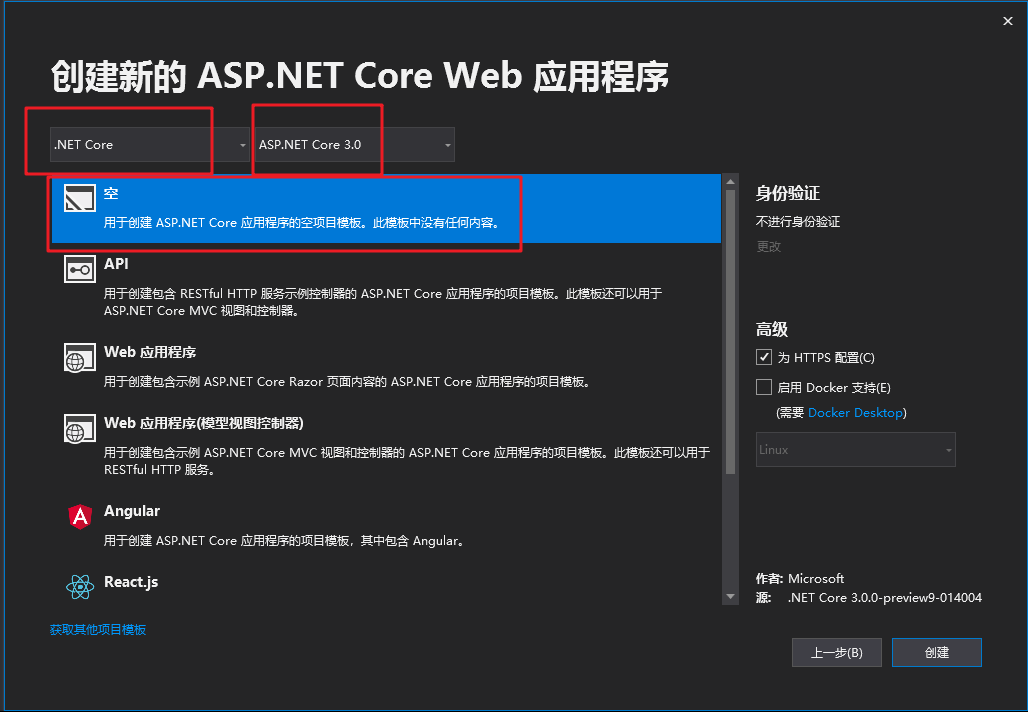 创建新的 ASP.NET Core Web 应用程序
.NET Core
ASP.NET Core 3.0
空
用于创建 ASP.NET Core 应用程序的空项目模板。此模板中没有任何内容。
API
用于创建包含 RESTful HTTP 服务示例控制器的 ASP.NET Core 应用程序的项目模板。此模板还可以用于
ASP.NET Core MVC 视图和控制器。
Web 应用程序
用于创建包含示例 ASP.NET Core Razor 页面内容的 ASP.NET Core 应用程序的项目模板。
Web 应用程序(模型视图控制器)
用于创建包含示例 ASP.NET Core MVC 视图和控制器的 ASP.NET Core 应用程序的项目模板。此模板还可以用于
RESTful HTTP 服务。
Angular
用于创建 ASP.NET Core 应用程序的项目模板，其中包含 Angular。
React.js
获取其他项目模板
身份验证
不进行身份验证
更改
高级
为 HTTPS 配置(C)
启用 Docker 支持(E)
(需要 Docker Desktop)
Linux
作者: Microsoft
源: .NET Core 3.0.0-preview9-014004
上一步(B)
创建